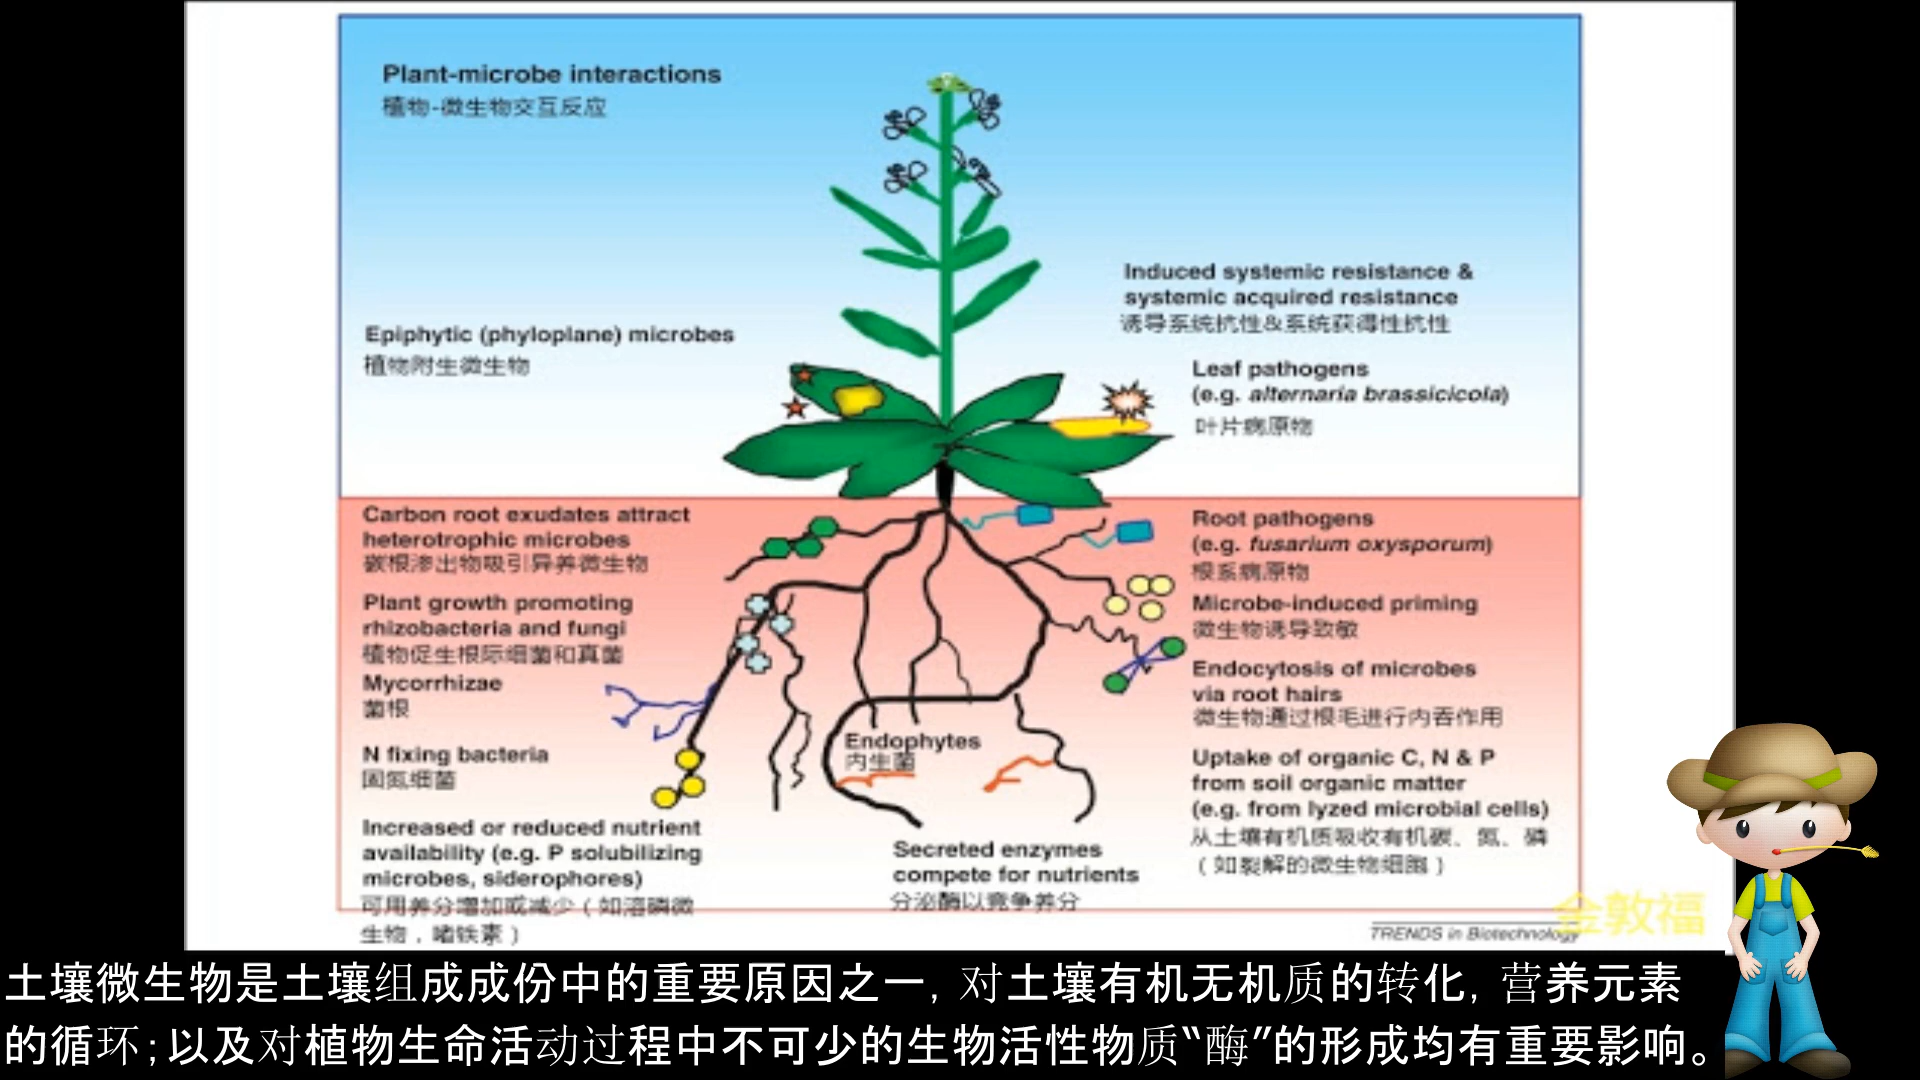 Plant-microbe interactions
植物-微生物交互反应
Induced systemic resistance &
systemic acquired resistance
诱导系统抗性&系统获得性抗性
Epiphytic (phyloplane) microbes
植物附生微生物
Leaf pathogens
(e.g. alternaria brassicicola)
叶片病原物
Carbon root exudates attract
heterotrophic microbes
碳根渗出物吸引异养微生物
Plant growth promoting
rhizobacteria and fungi
植物促生根际细菌和真菌
Mycorrhizae
菌根
N fixing bacteria
固氮细菌
Increased or reduced nutrient
availability (e.g. P solubilizing
microbes, siderophores)
可用养分增加或减少（如溶磷微
生物，嗜铁素）
Endophytes
内生菌
Secreted enzymes
compete for nutrients
分泌酶以竞争养分
Root pathogens
(e.g. fusarium oxysporum)
根系病原物
Microbe-induced priming
微生物诱导致敏
Endocytosis of microbes
via root hairs
微生物通过根毛进行内吞作用
Uptake of organic C, N & P
from soil organic matter
(e.g. from lyzed microbial cells)
从土壤有机质吸收有机碳、氮、磷
（如裂解的微生物细胞）
金敦福
TRENDS in Biotechnology
土壤微生物是土壤组成成份中的重要原因之一, 对土壤有机无机质的转化, 营养元素
的循环;以及对植物生命活动过程中不可少的生物活性物质“酶”的形成均有重要影响。